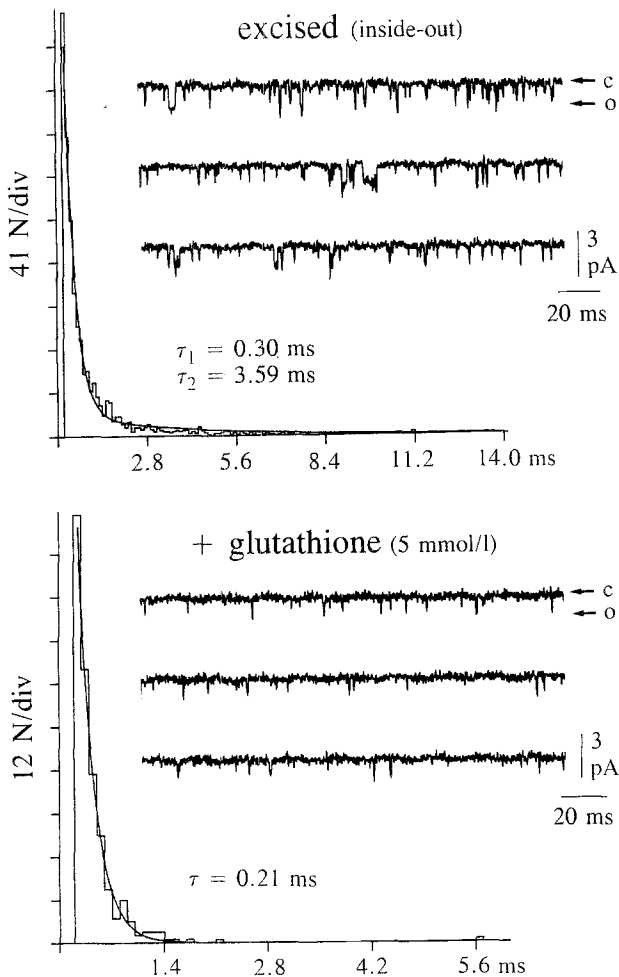 excised (inside-out)
c
o
41 N/div
3
pA
20 ms
τ1 = 0.30 ms
τ2 = 3.59 ms
2.8 5.6 8.4 11.2 14.0 ms
+ glutathione (5 mmol/l)
c
o
12 N/div
3
pA
20 ms
τ = 0.21 ms
1.4 2.8 4.2 5.6 ms